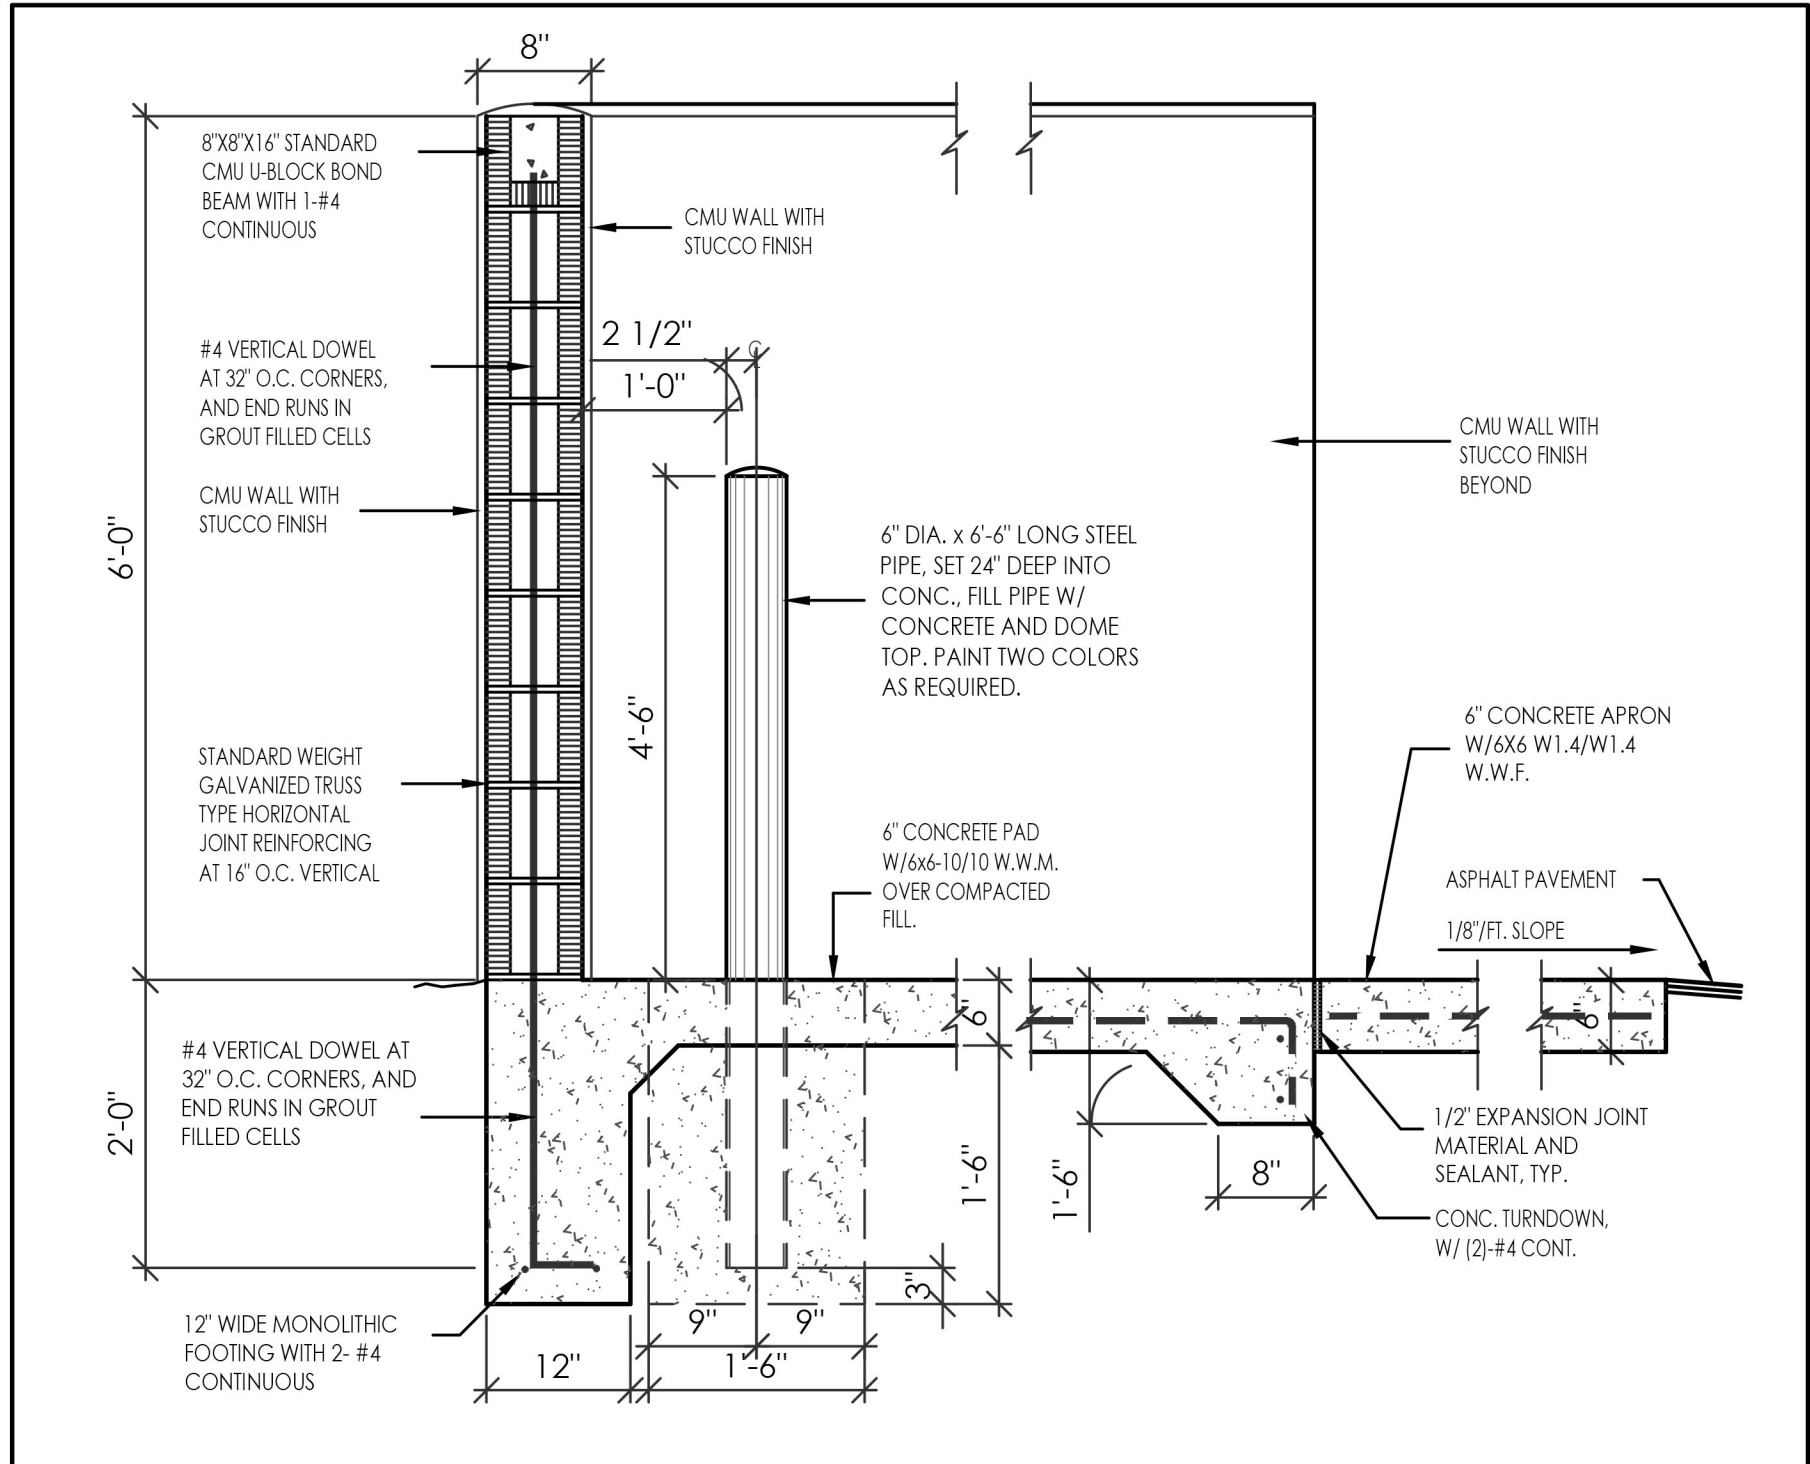 8"
8"X8"X16" STANDARD
CMU U-BLOCK BOND
BEAM WITH 1-#4
CONTINUOUS
CMU WALL WITH
STUCCO FINISH
#4 VERTICAL DOWEL
AT 32" O.C. CORNERS,
AND END RUNS IN
GROUT FILLED CELLS
2 1/2"
1'-0"
CMU WALL WITH
STUCCO FINISH
BEYOND
CMU WALL WITH
STUCCO FINISH
6'-0"
6" DIA. x 6'-6" LONG STEEL
PIPE, SET 24" DEEP INTO
CONC., FILL PIPE W/
CONCRETE AND DOME
TOP. PAINT TWO COLORS
AS REQUIRED.
4'-6"
STANDARD WEIGHT
GALVANIZED TRUSS
TYPE HORIZONTAL
JOINT REINFORCING
AT 16" O.C. VERTICAL
6" CONCRETE APRON
W/6X6 W1.4/W1.4
W.W.F.
6" CONCRETE PAD
W/6x6-10/10 W.W.M.
OVER COMPACTED
FILL.
ASPHALT PAVEMENT
1/8"/FT. SLOPE
6"
6"
#4 VERTICAL DOWEL AT
32" O.C. CORNERS, AND
END RUNS IN GROUT
FILLED CELLS
2'-0"
1'-6"
1'-6"
8"
1/2" EXPANSION JOINT
MATERIAL AND
SEALANT, TYP.
CONC. TURNDOWN,
W/ (2)-#4 CONT.
3"
12" WIDE MONOLITHIC
FOOTING WITH 2- #4
CONTINUOUS
9"
9"
12"
1'-6"